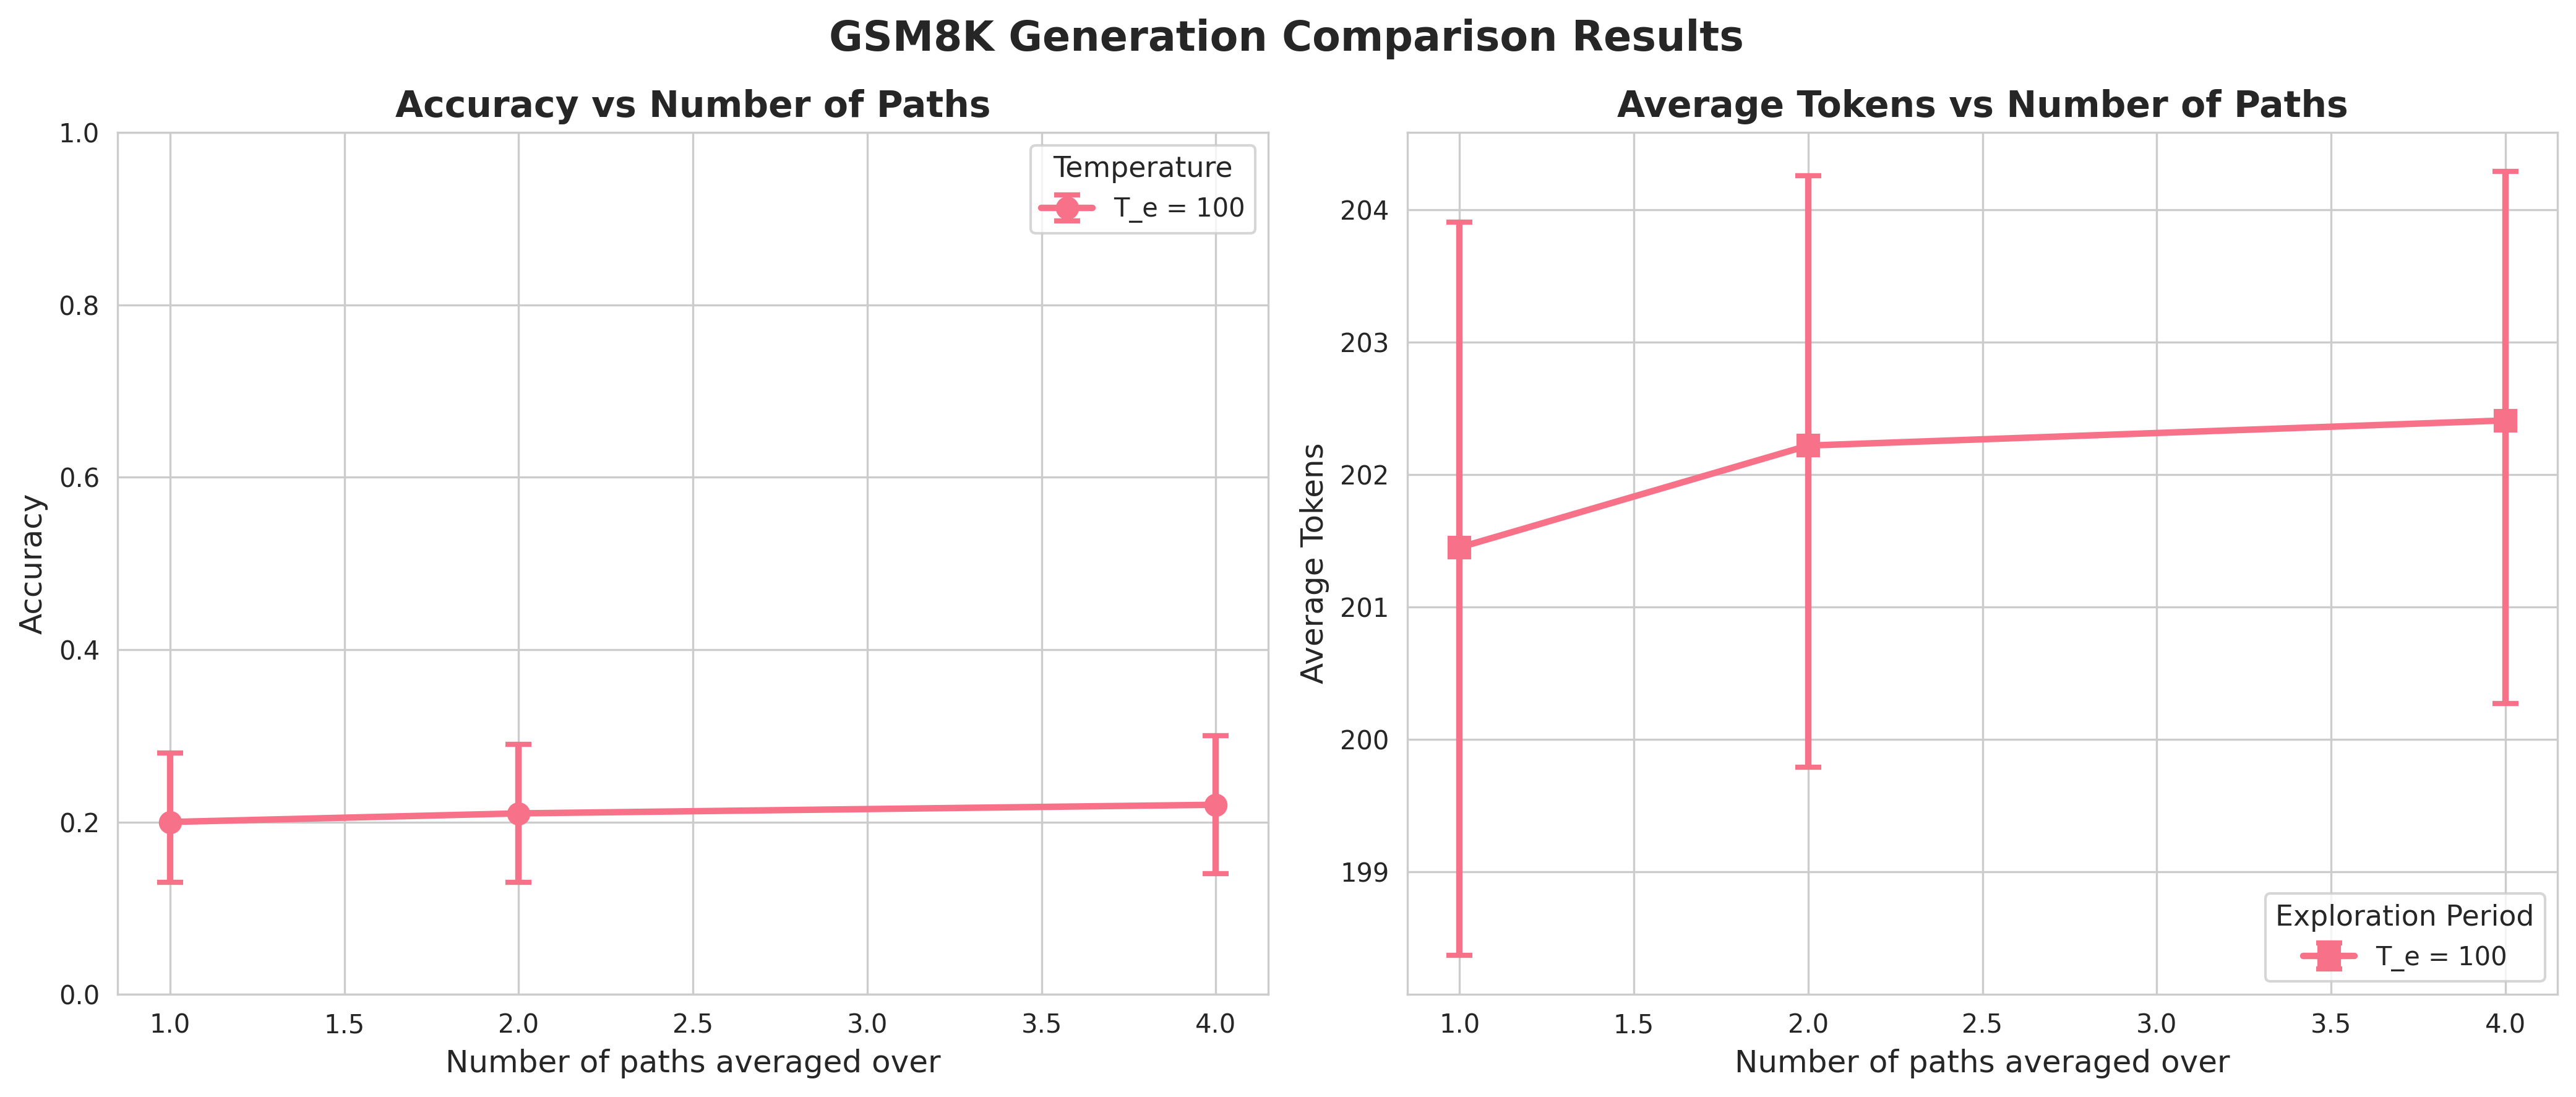 GSM8K Generation Comparison Results
Accuracy vs Number of Paths
1.0
0.8
0.6
0.4
0.2
0.0
Accuracy
Temperature
T_e = 100
1.0 1.5 2.0 2.5 3.0 3.5 4.0
Number of paths averaged over
Average Tokens vs Number of Paths
204
203
202
201
200
199
Average Tokens
Exploration Period
T_e = 100
1.0 1.5 2.0 2.5 3.0 3.5 4.0
Number of paths averaged over